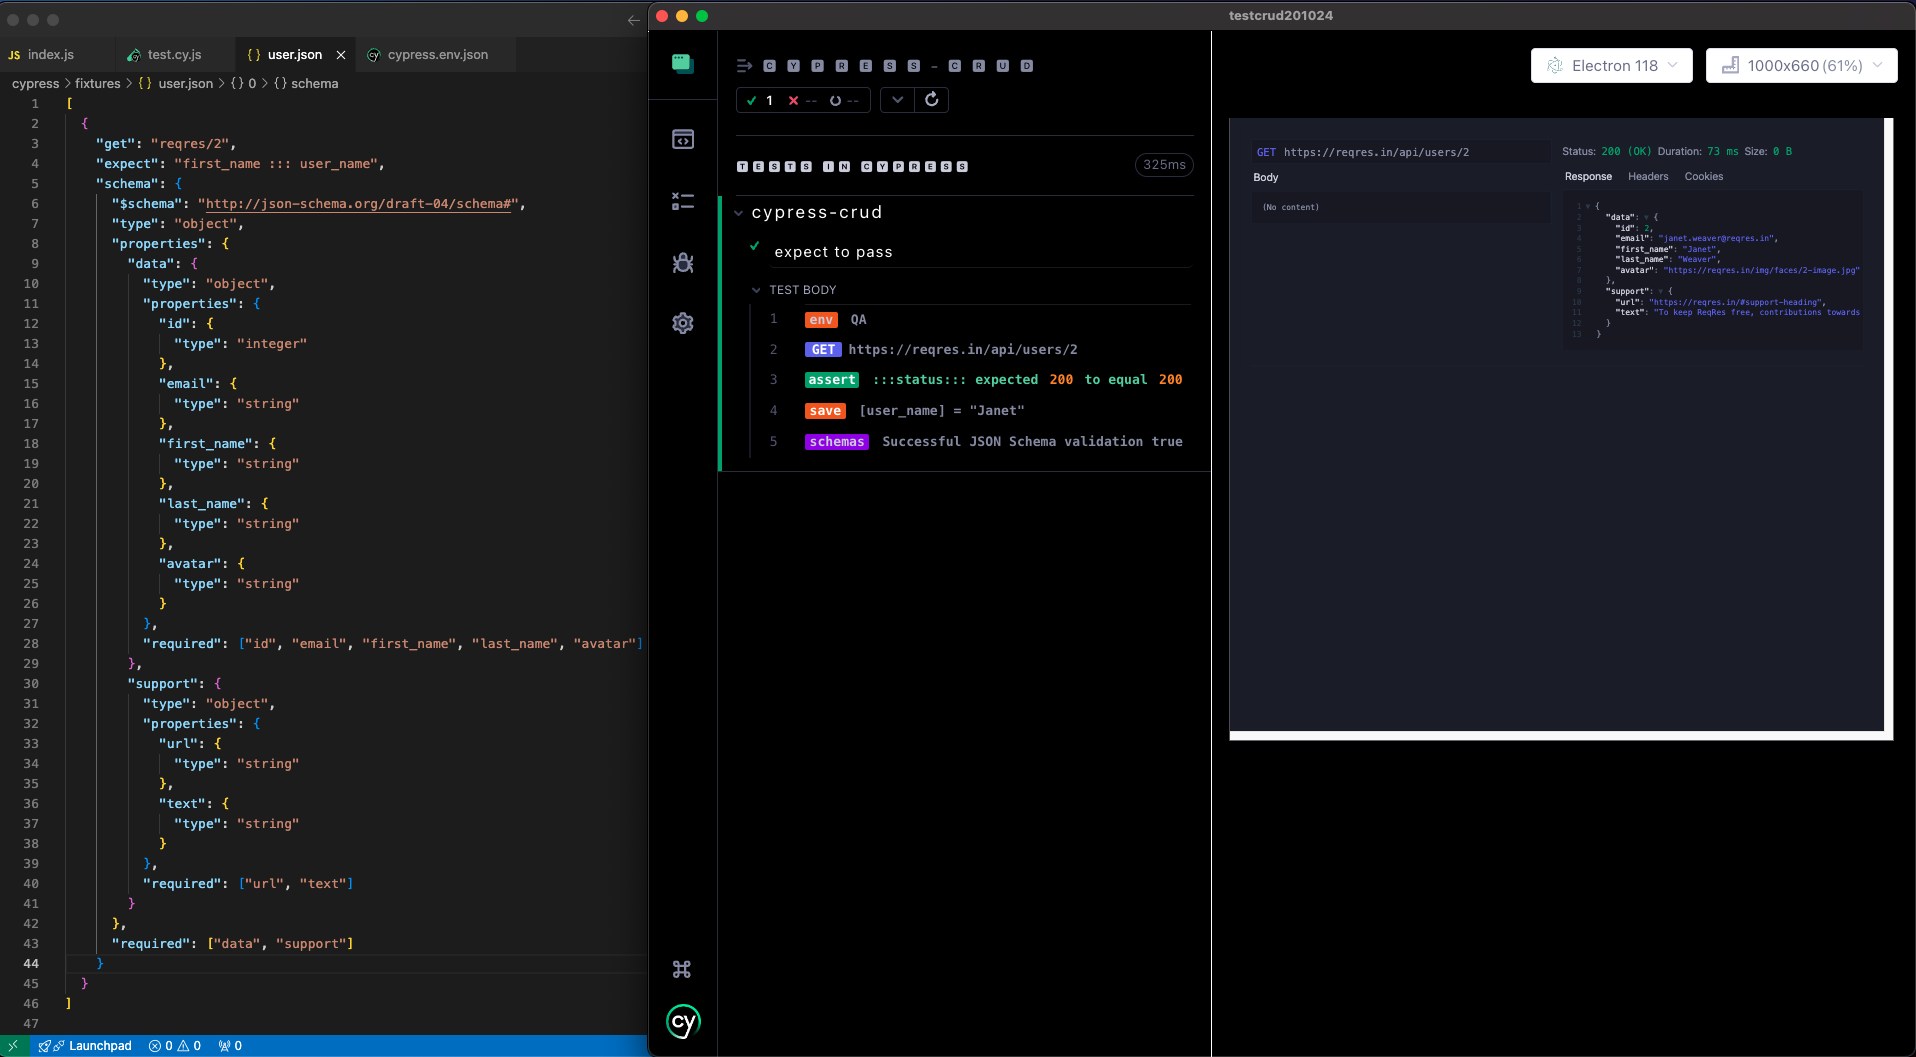 index.js
test.cy.js
{ } user.json
cypress.env.json
cypress > fixtures > { } user.json > { } 0 > { } schema
1 [
2 {
3 "get": "reqres/2",
4 "expect": "first_name ::: user_name",
5 "schema": {
6 "$schema": "http://json-schema.org/draft-04/schema#",
7 "type": "object",
8 "properties": {
9 "data": {
10 "type": "object",
11 "properties": {
12 "id": {
13 "type": "integer"
14 },
15 "email": {
16 "type": "string"
17 },
18 "first_name": {
19 "type": "string"
20 },
21 "last_name": {
22 "type": "string"
23 },
24 "avatar": {
25 "type": "string"
26 }
27 },
28 "required": ["id", "email", "first_name", "last_name", "avatar"]
29 },
30 "support": {
31 "type": "object",
32 "properties": {
33 "url": {
34 "type": "string"
35 },
36 "text": {
37 "type": "string"
38 }
39 },
40 "required": ["url", "text"]
41 }
42 },
43 "required": ["data", "support"]
44 }
45 }
46 ]
47
Launchpad 0 0 0
testcrud201024
CYPRESS-CRUD
1 -- --
TESTS IN CYPRESS
325ms
cypress-crud
expect to pass
TEST BODY
1 env QA
2 GET https://reqres.in/api/users/2
3 assert :::status::: expected 200 to equal 200
4 save [user_name] = "Janet"
5 schemas Successful JSON Schema validation true
cy
Electron 118
1000x660 (61%)
GET https://reqres.in/api/users/2
Body
(No content)
Status: 200 (OK) Duration: 73 ms Size: 0 B
Response Headers Cookies
1 {
2 "data": {
3 "id": 2,
4 "email": "janet.weaver@reqres.in",
5 "first_name": "Janet",
6 "last_name": "Weaver",
7 "avatar": "https://reqres.in/img/faces/2-image.jpg"
8 },
9 "support": {
10 "url": "https://reqres.in/#support-heading",
11 "text": "To keep ReqRes free, contributions towards
12 }
13 }